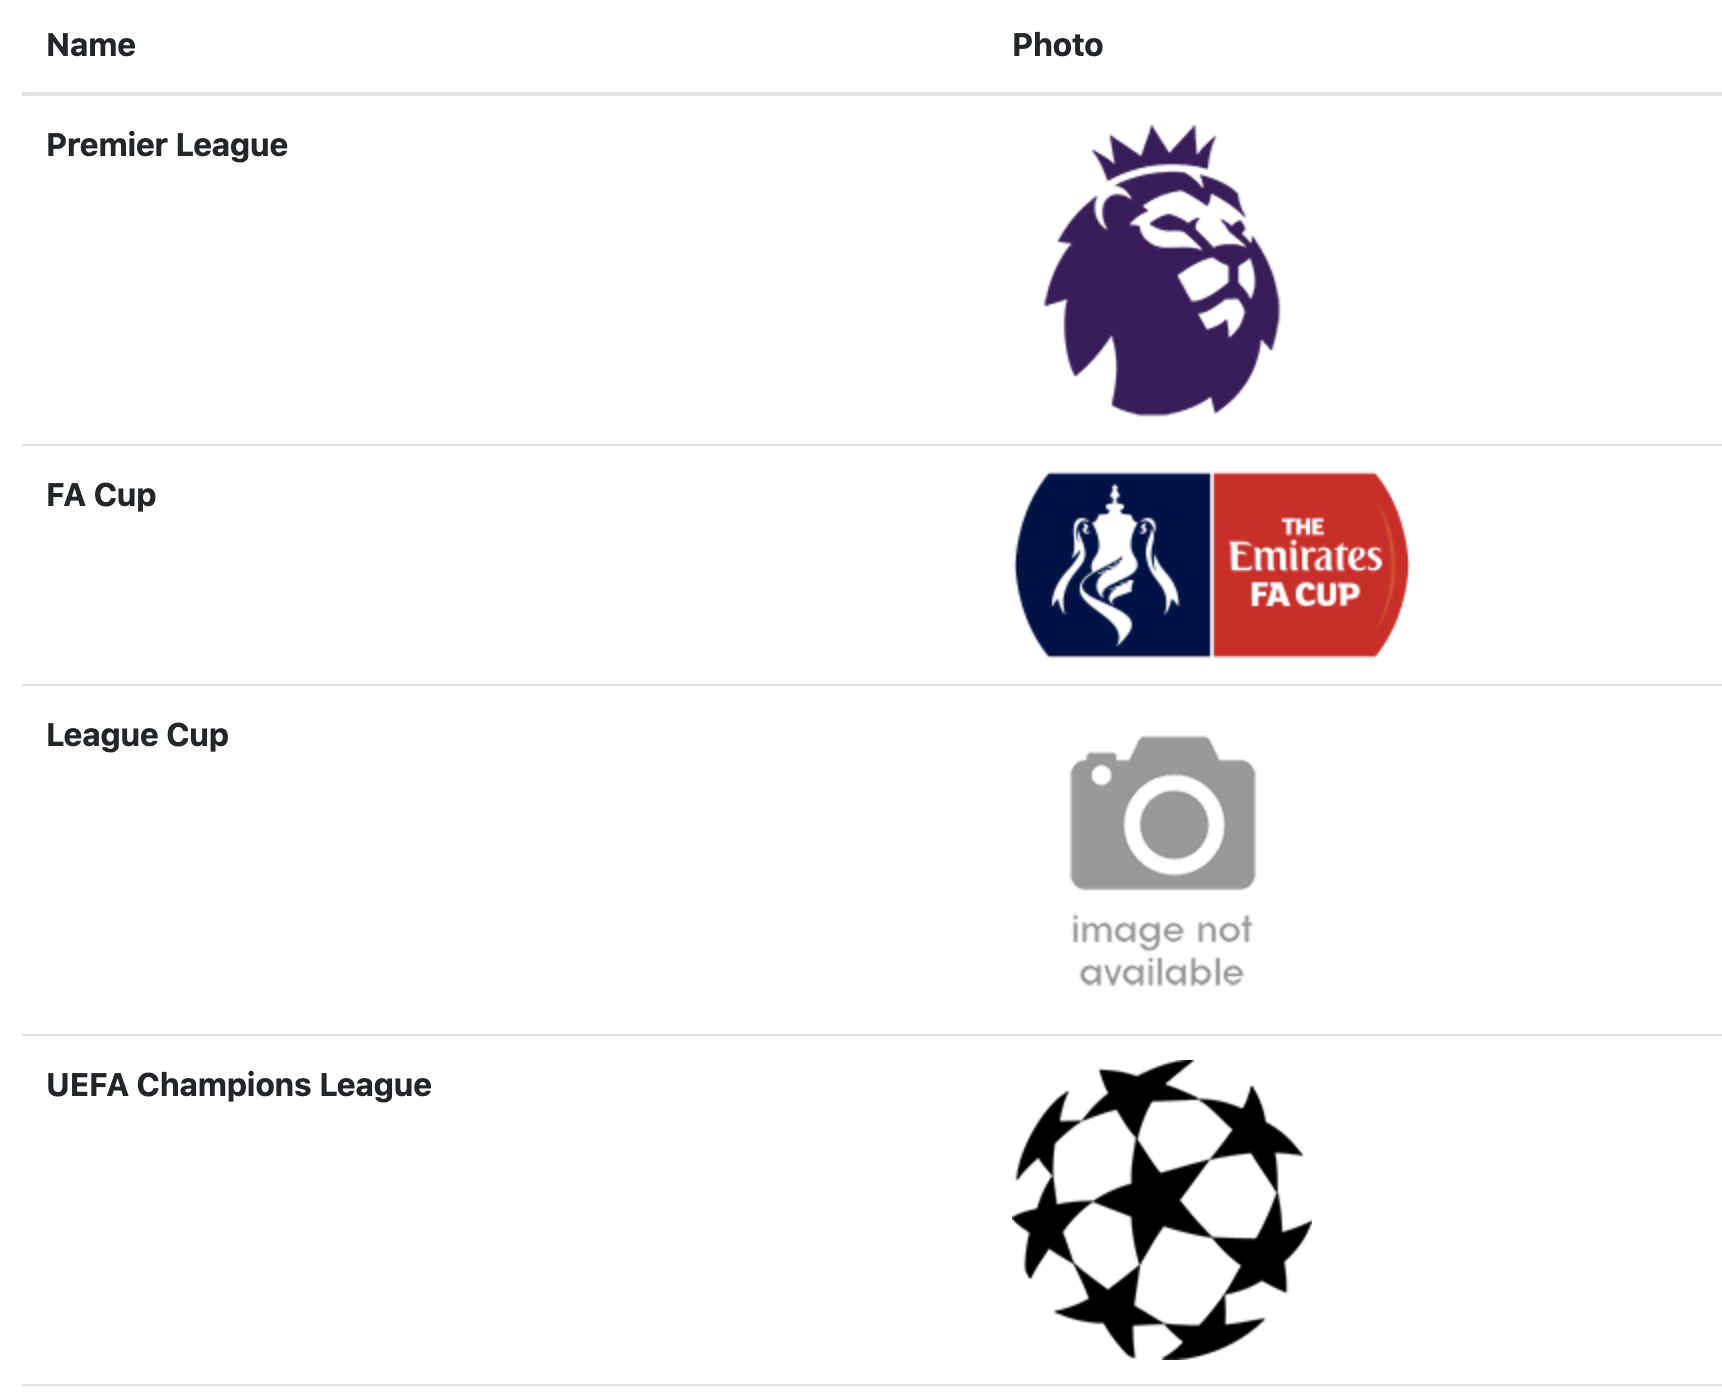 Name Photo
Premier League
FA Cup
THE
Emirates
FA CUP
League Cup
image not
available
UEFA Champions League